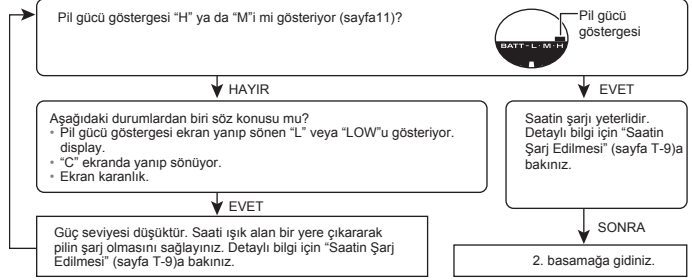 Pil gücü göstergesi “H” ya da “M”i mi gösteriyor (sayfa11)?
Pil gücü
göstergesi
BATT - L · M · H
HAYIR
EVET
Aşağıdaki durumlardan biri söz konusu mu?
• Pil gücü göstergesi ekran yanıp sönen “L” veya “LOW”u gösteriyor.
display.
• “C” ekranda yanıp sönüyor.
• Ekran karanlık.
Saatin şarjı yeterlidir.
Detaylı bilgi için “Saatin
Şarj Edilmesi” (sayfa T-9)a
bakınız.
EVET
SONRA
Güç seviyesi düşüktür. Saati ışık alan bir yere çıkararak
pilin şarj olmasını sağlayınız. Detaylı bilgi için “Saatin Şarj
Edilmesi” (sayfa T-9)a bakınız.
2. basamağa gidiniz.